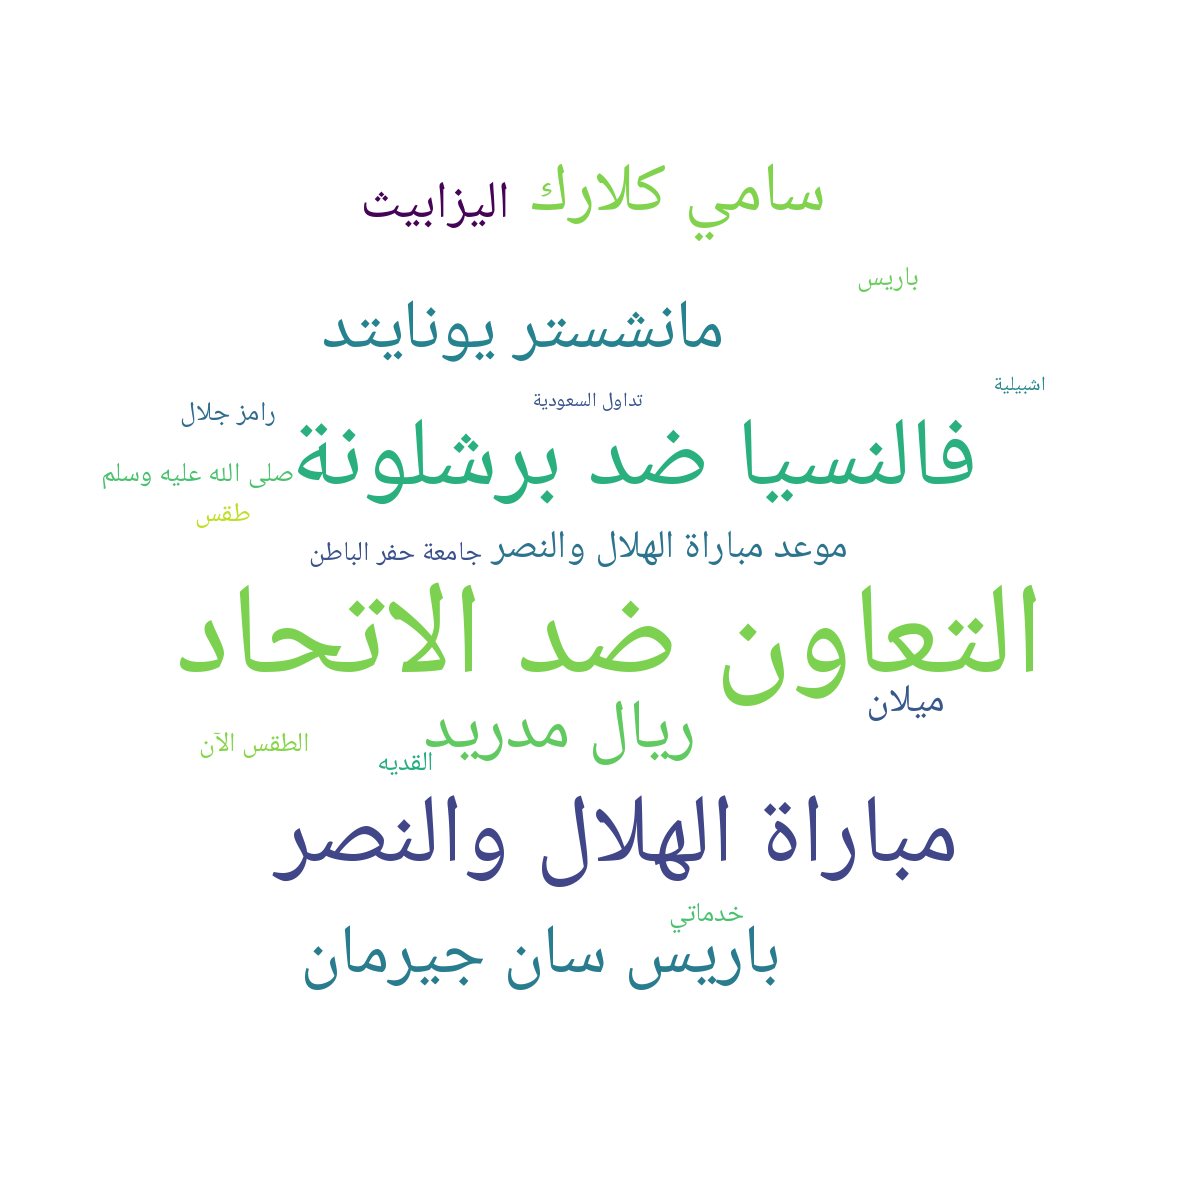 سامي كلارك
اليزابيث
باريس
مانشستر يونايتد
اشبيلية
تداول السعودية
رامز جلال
فالنسيا ضد برشلونة
صلى الله عليه وسلم
طقس
موعد مباراة الهلال والنصر
جامعة حفر الباطن
التعاون ضد الاتحاد
ميلان
ريال مدريد
الطقس الآن
القديه
مباراة الهلال والنصر
خدماتي
باريس سان جيرمان